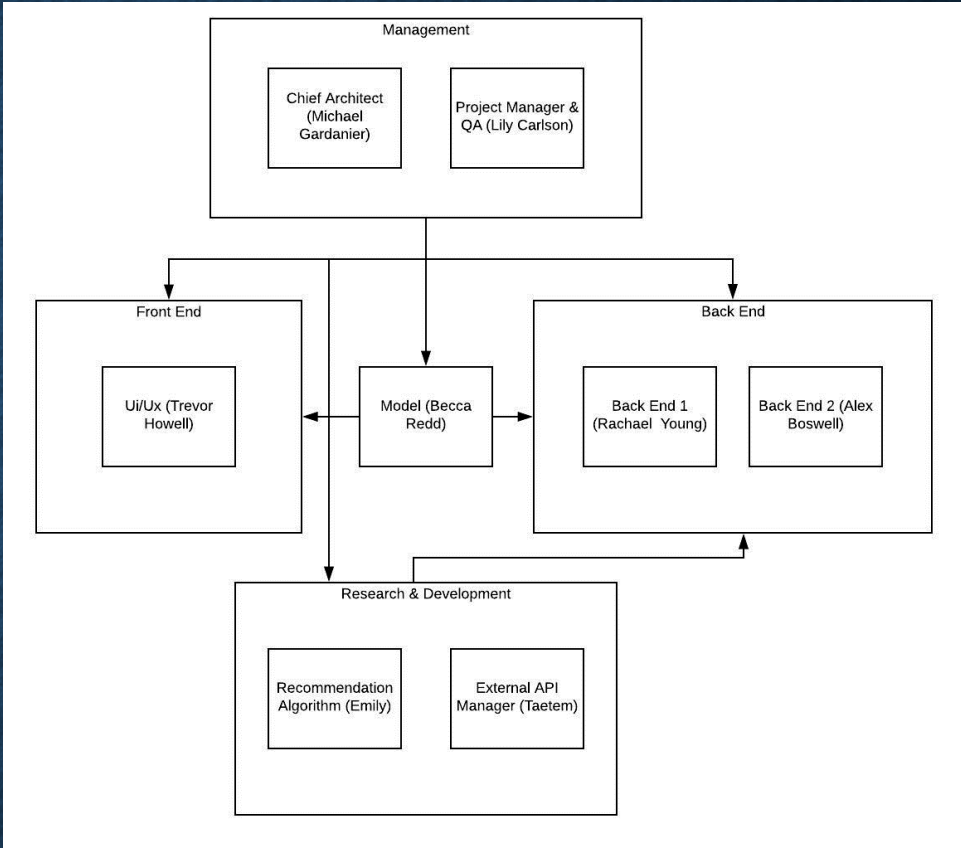 Management
Chief Architect
(Michael
Gardanier)
Project Manager &
QA (Lily Carlson)
Front End
Back End
Ui/Ux (Trevor
Howell)
Model (Becca
Redd)
Back End 1
(Rachael  Young)
Back End 2 (Alex
Boswell)
Research & Development
Recommendation
Algorithm (Emily)
External API
Manager (Taetem)